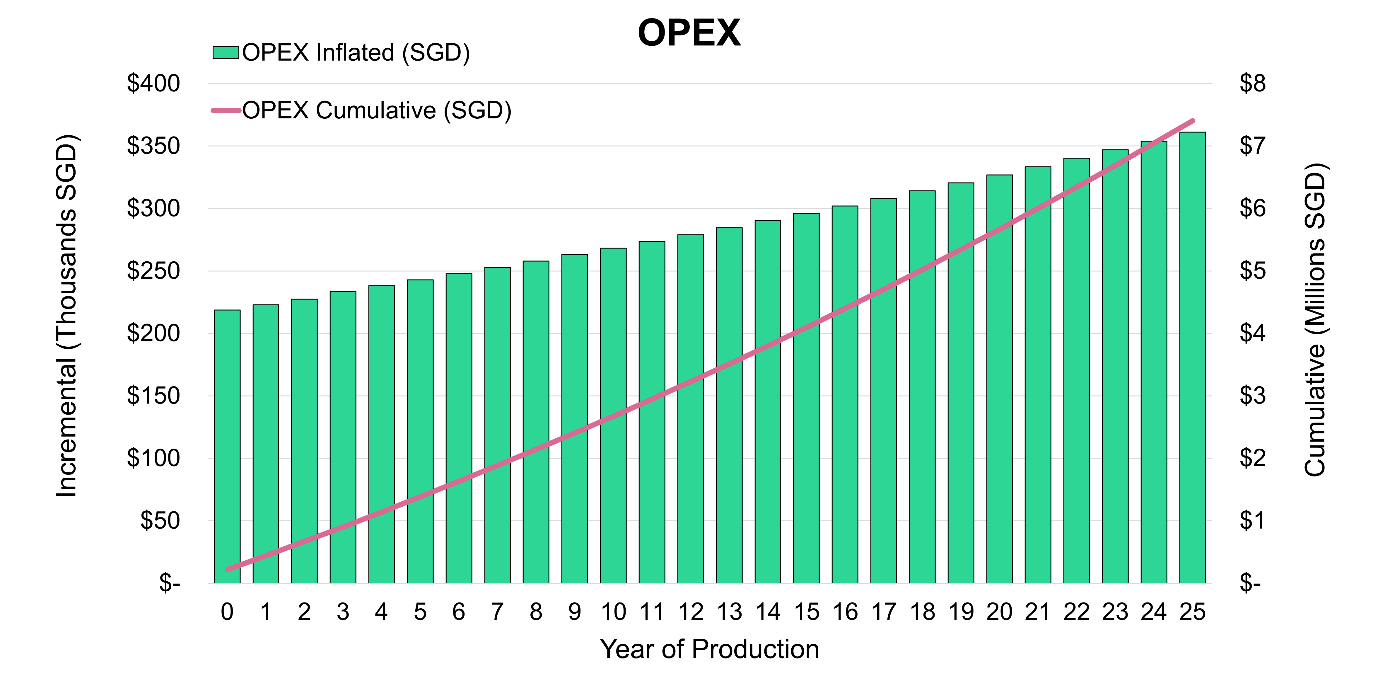 OPEX
OPEX Inflated (SGD)
OPEX Cumulative (SGD)
Incremental (Thousands SGD)
$400
$350
$300
$250
$200
$150
$100
$50
$-
$8
$7
$6
$5
$4
$3
$2
$1
$-
Cumulative (Millions SGD)
0 1 2 3 4 5 6 7 8 9 10 11 12 13 14 15 16 17 18 19 20 21 22 23 24 25
Year of Production